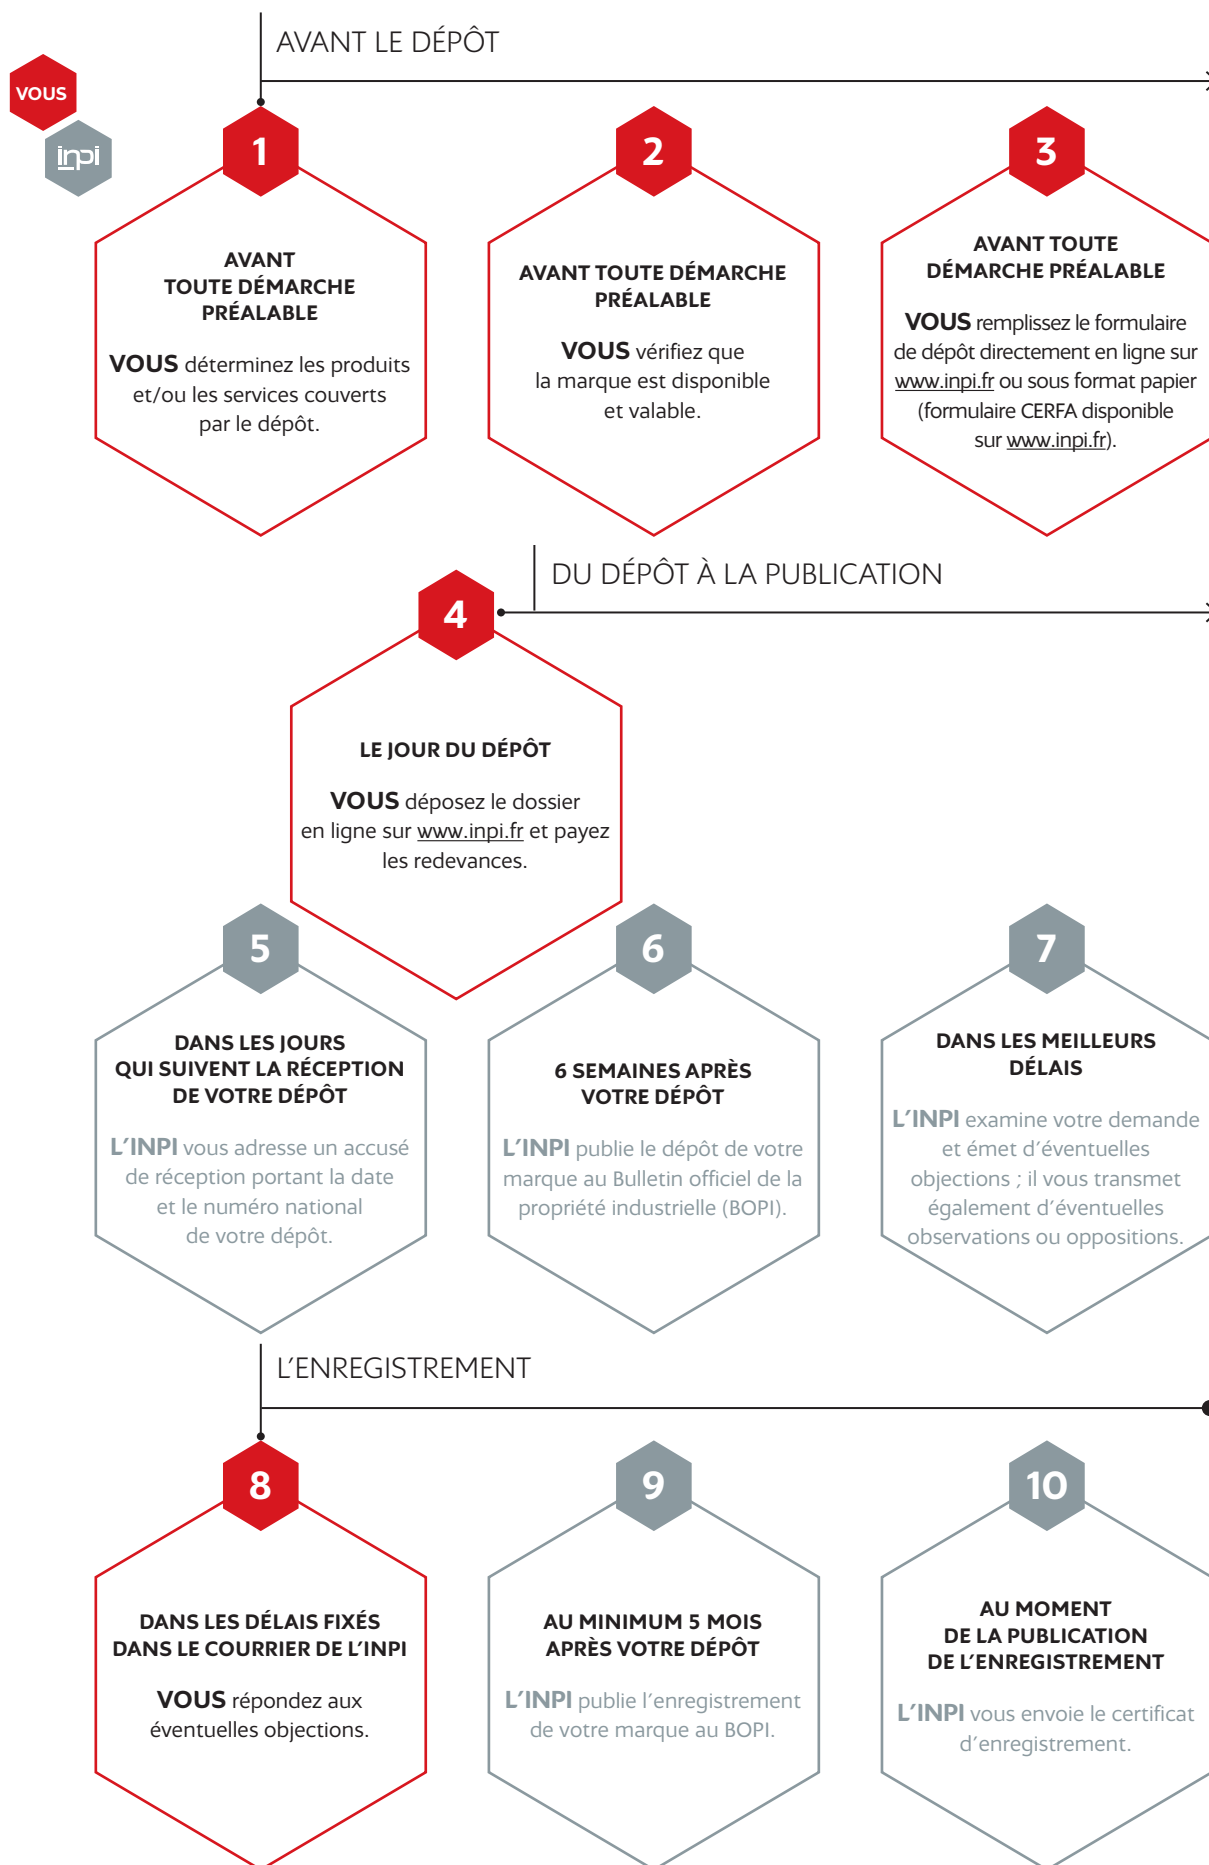 AVANT LE DÉPÔT
VOUS
inpi
1
AVANT
TOUTE DÉMARCHE
PRÉALABLE
VOUS déterminez les produits
et/ou les services couverts
par le dépôt.
2
AVANT TOUTE DÉMARCHE
PRÉALABLE
VOUS vérifiez que
la marque est disponible
et valable.
3
AVANT TOUTE
DÉMARCHE PRÉALABLE
VOUS remplissez le formulaire
de dépôt directement en ligne sur
www.inpi.fr ou sous format papier
(formulaire CERFA disponible
sur www.inpi.fr).
DU DÉPÔT À LA PUBLICATION
4
LE JOUR DU DÉPÔT
VOUS déposez le dossier
en ligne sur www.inpi.fr et payez
les redevances.
5
DANS LES JOURS
QUI SUIVENT LA RÉCEPTION
DE VOTRE DÉPÔT
L'INPI vous adresse un accusé
de réception portant la date
et le numéro national
de votre dépôt.
6
6 SEMAINES APRÈS
VOTRE DÉPÔT
L'INPI publie le dépôt de votre
marque au Bulletin officiel de la
propriété industrielle (BOPI).
7
DANS LES MEILLEURS
DÉLAIS
L'INPI examine votre demande
et émet d'éventuelles
objections ; il vous transmet
également d'éventuelles
observations ou oppositions.
L'ENREGISTREMENT
8
DANS LES DÉLAIS FIXÉS
DANS LE COURRIER DE L'INPI
VOUS répondez aux
éventuelles objections.
9
AU MINIMUM 5 MOIS
APRÈS VOTRE DÉPÔT
L'INPI publie l'enregistrement
de votre marque au BOPI.
10
AU MOMENT
DE LA PUBLICATION
DE L'ENREGISTREMENT
L'INPI vous envoie le certificat
d'enregistrement.